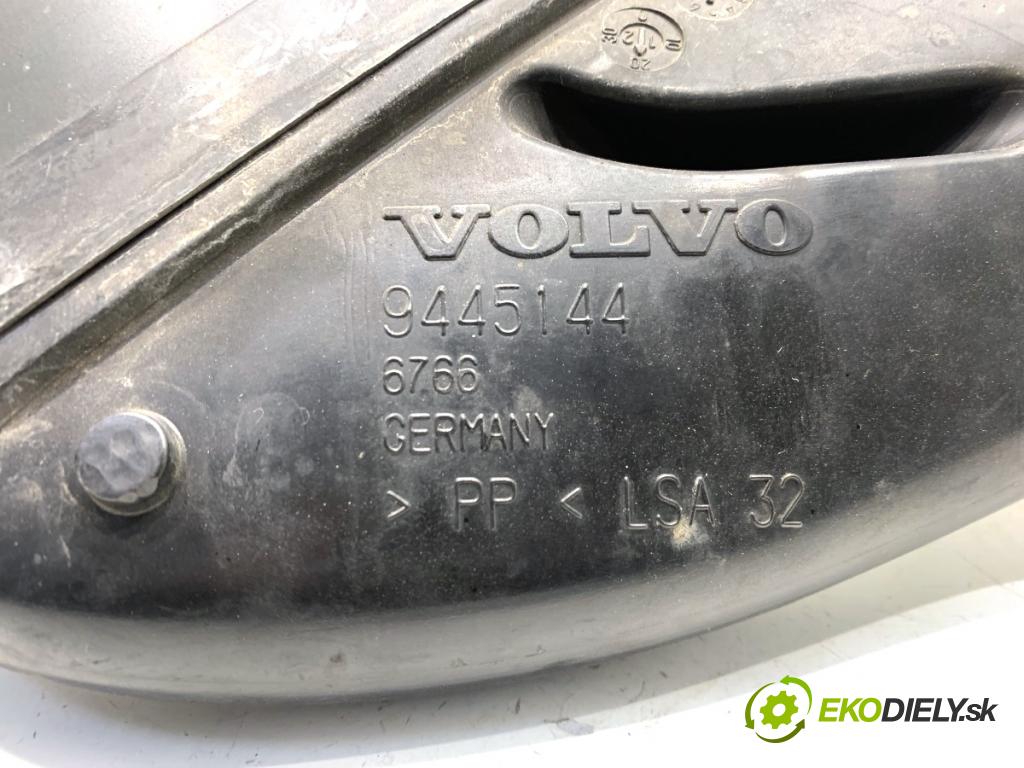 VOLVO
9445144
6766
GERMANY
> PP < LSA 32
EKODIELY.sk